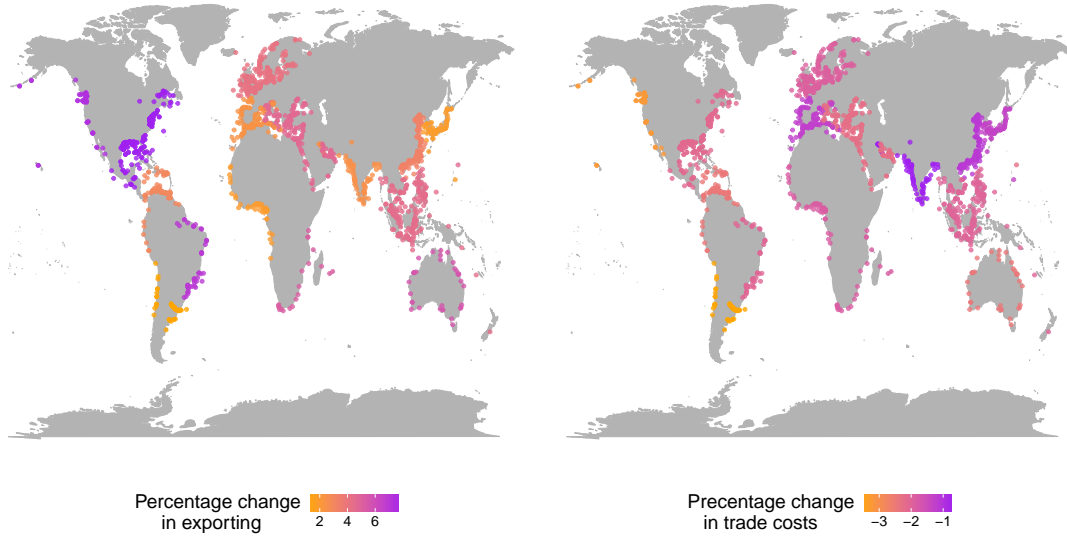 Percentage change
in exporting
2 4 6
Precentage change
in trade costs
−3 −2 −1